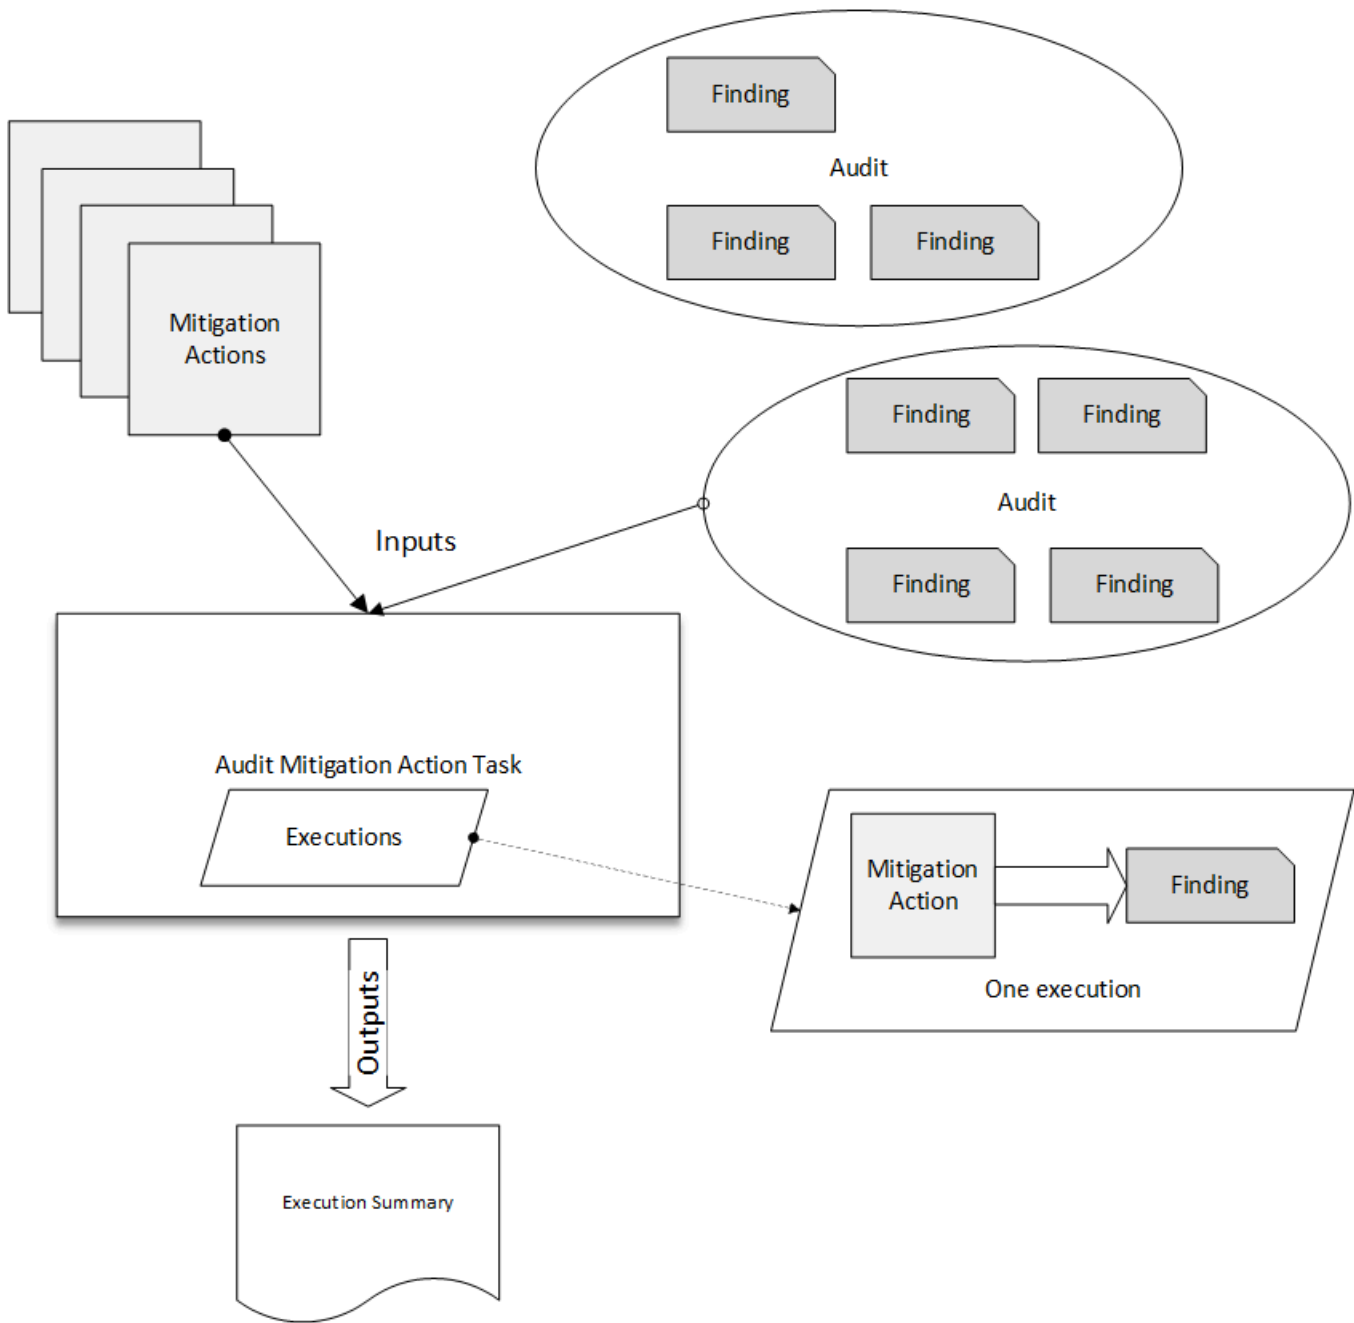 Finding
Audit
Finding
Finding
Mitigation
Actions
Finding
Finding
Audit
Finding
Finding
Inputs
Audit Mitigation Action Task
Executions
Mitigation
Action
Finding
One execution
Outputs
Execution Summary